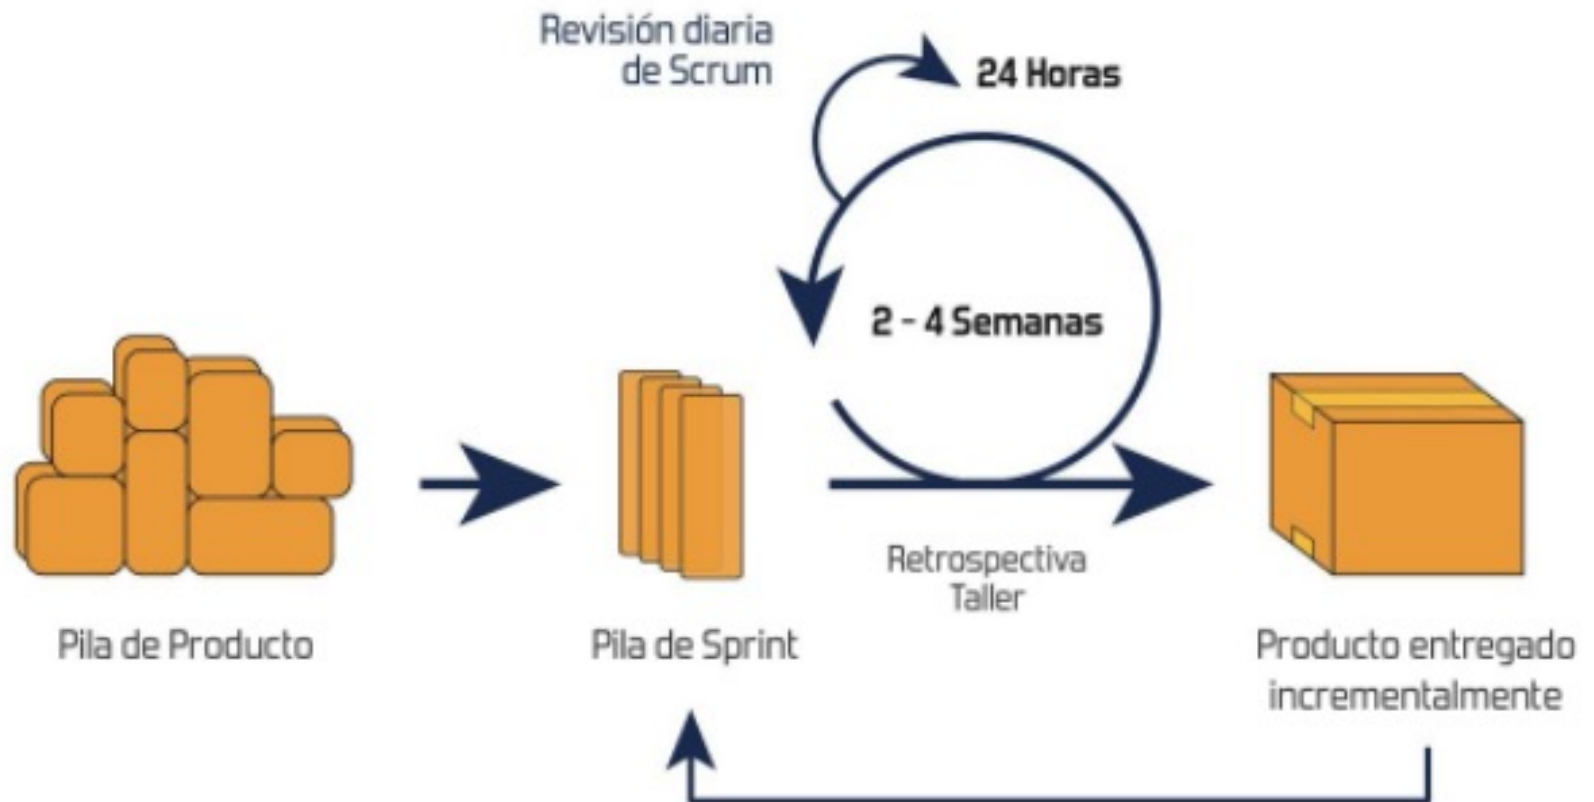 Revisión diaria
de Scrum
24 Horas
2 - 4 Semanas
Retrospectiva
Taller
Pila de Producto
Pila de Sprint
Producto entregado
incrementalmente